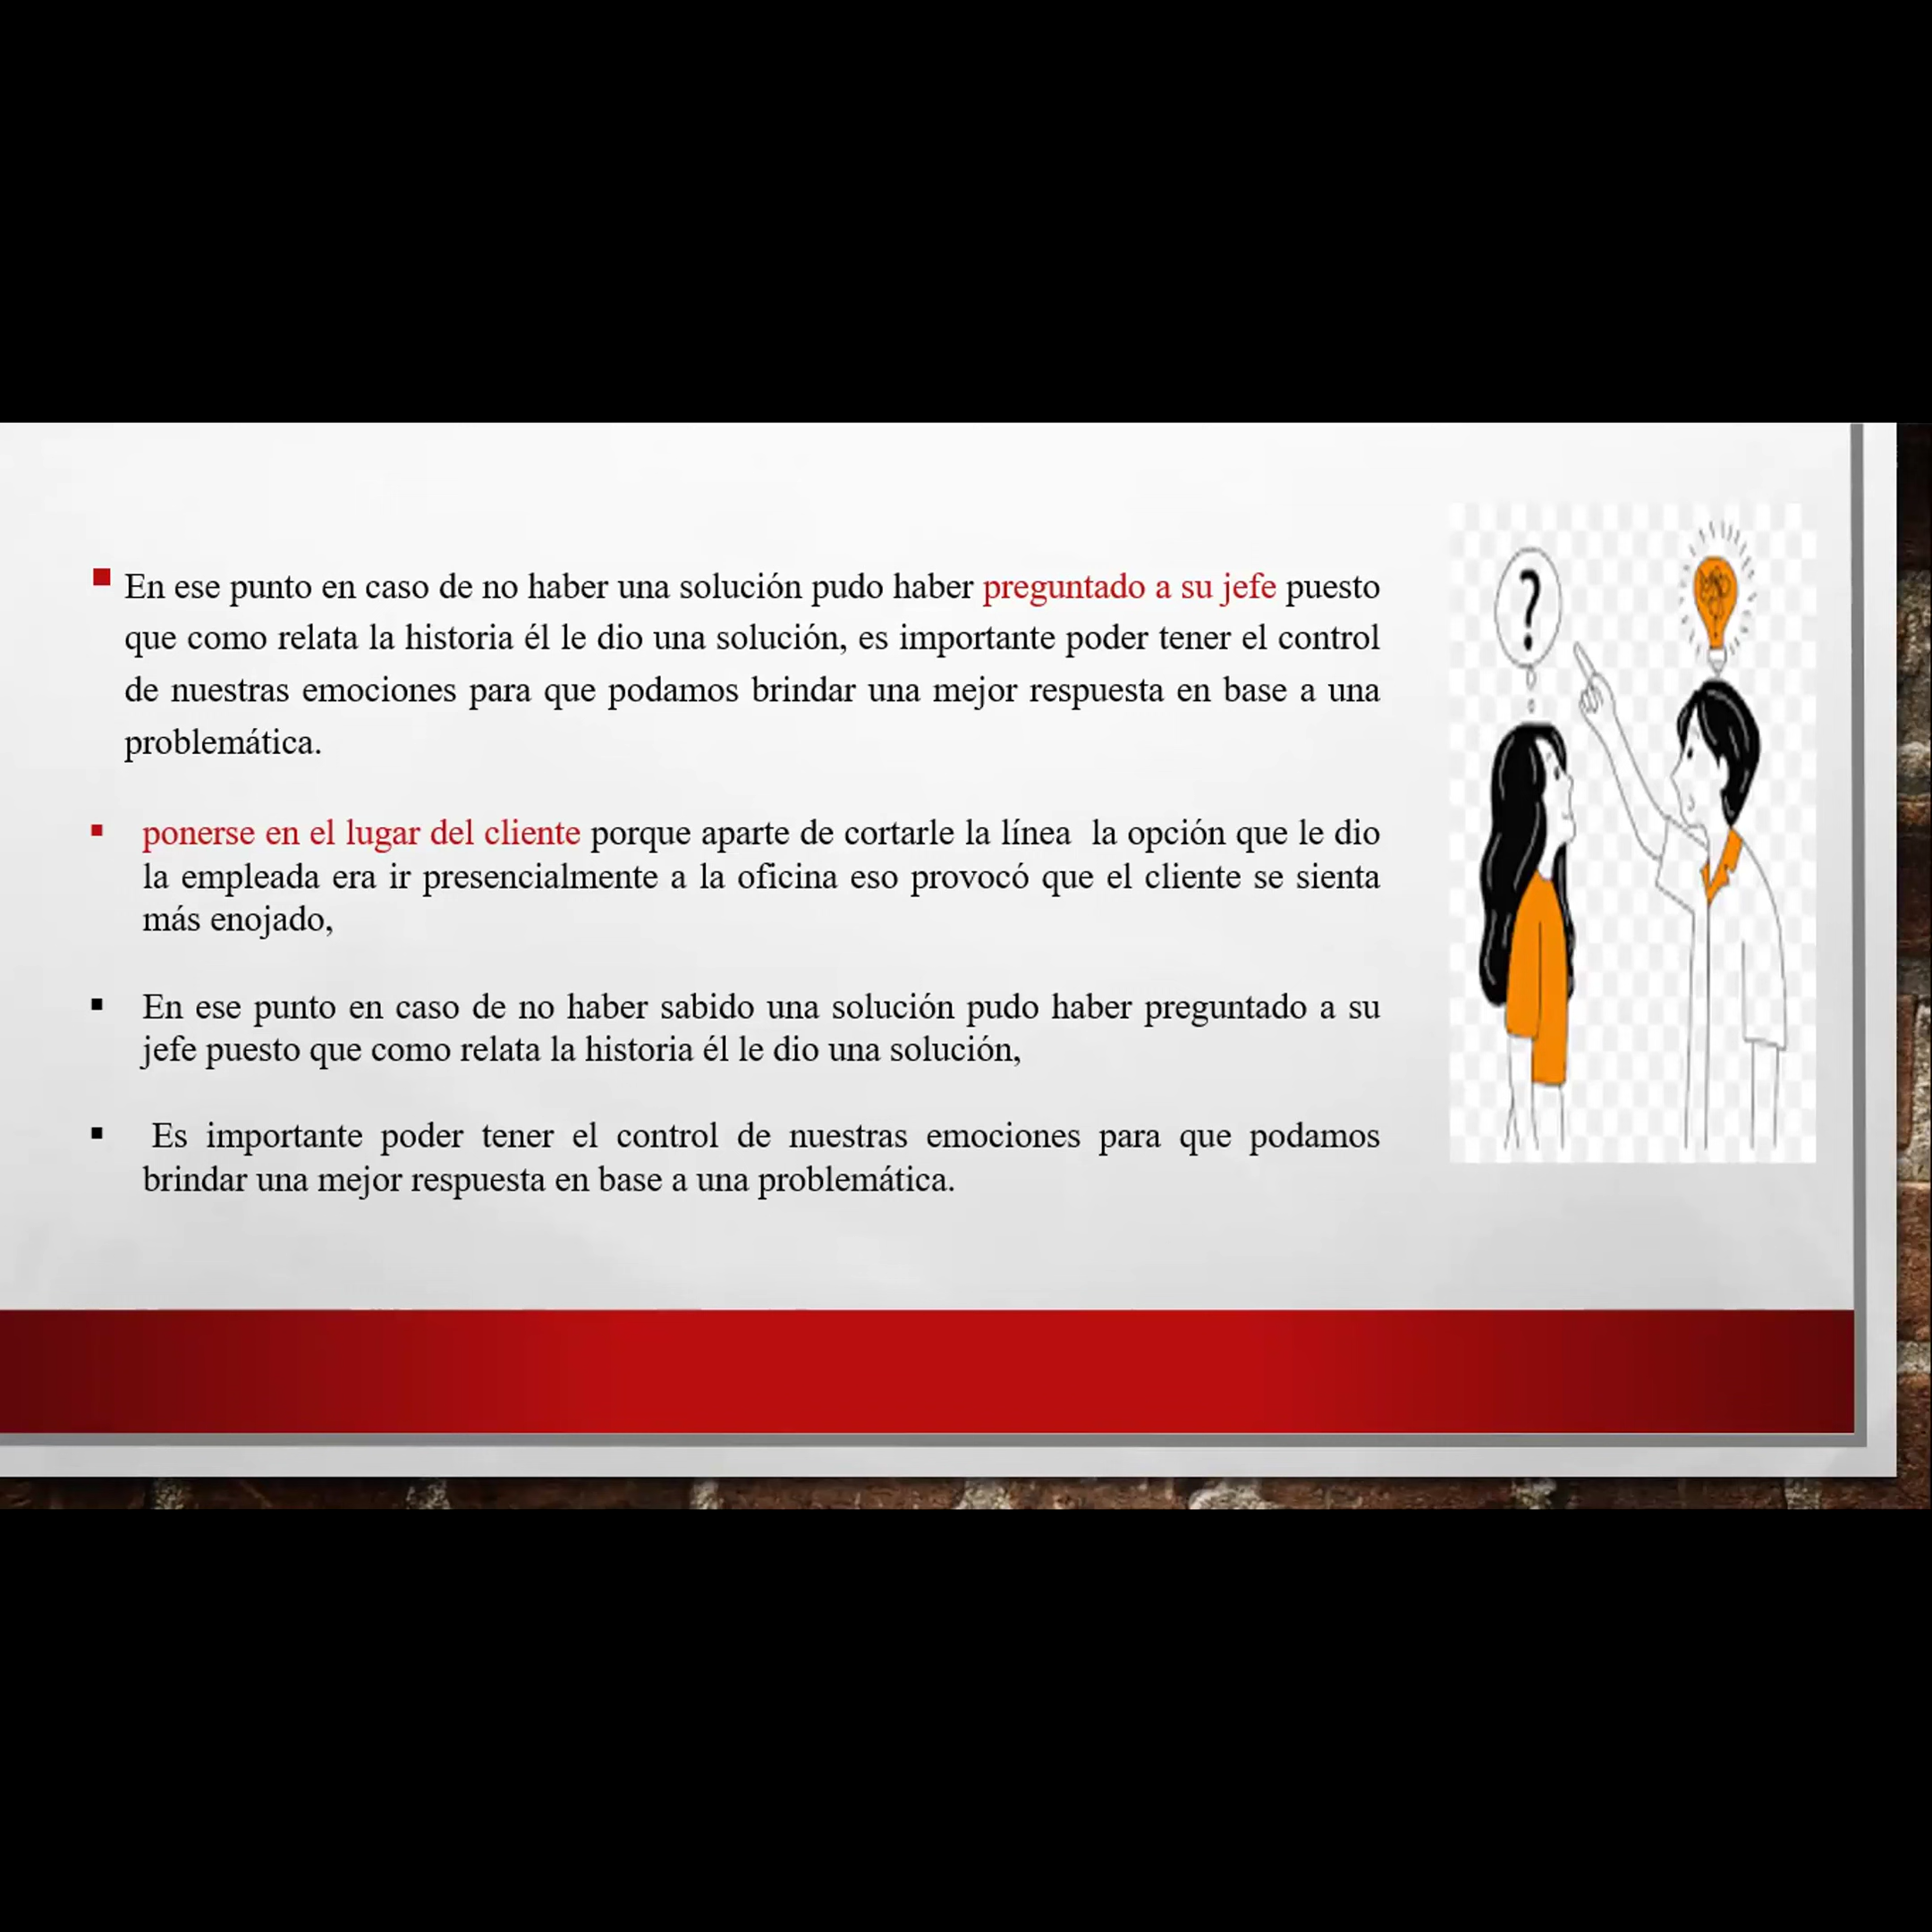 En ese punto en caso de no haber una solución pudo haber preguntado a su jefe puesto
que como relata la historia él le dio una solución, es importante poder tener el control
de nuestras emociones para que podamos brindar una mejor respuesta en base a una
problemática.
ponerse en el lugar del cliente porque aparte de cortarle la línea la opción que le dio
la empleada era ir presencialmente a la oficina eso provocó que el cliente se sienta
más enojado,
En ese punto en caso de no haber sabido una solución pudo haber preguntado a su
jefe puesto que como relata la historia él le dio una solución,
Es importante poder tener el control de nuestras emociones para que podamos
brindar una mejor respuesta en base a una problemática.
?